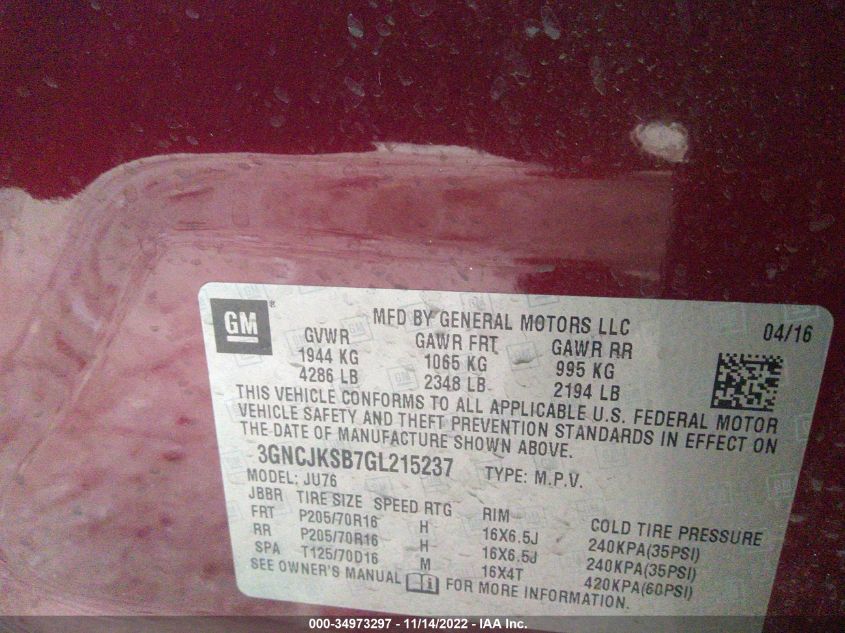 GM®
MFD BY GENERAL MOTORS LLC 04/16
GVWR GAWR FRT GAWR RR
1944 KG 1065 KG 995 KG
4286 LB 2348 LB 2194 LB
THIS VEHICLE CONFORMS TO ALL APPLICABLE U.S. FEDERAL MOTOR
VEHICLE SAFETY AND THEFT PREVENTION STANDARDS IN EFFECT ON
THE DATE OF MANUFACTURE SHOWN ABOVE.
3GNCJKSB7GL215237 TYPE: M.P.V.
MODEL: JU76
JBBR TIRE SIZE SPEED RTG RIM COLD TIRE PRESSURE
FRT P205/70R16 H 16X6.5J 240KPA(35PSI)
RR P205/70R16 H 16X6.5J 240KPA(35PSI)
SPA T125/70D16 M 16X4T 420KPA(60PSI)
SEE OWNER'S MANUAL FOR MORE INFORMATION.
000-34973297 - 11/14/2022 - IAA Inc.